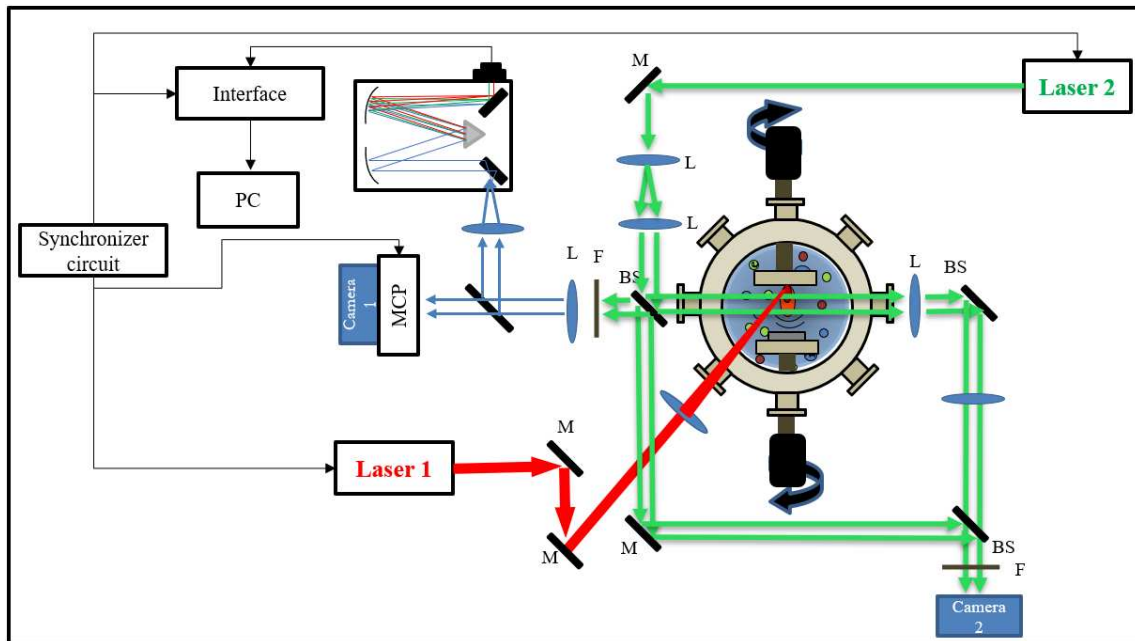 M
Laser 2
Interface
L
PC
L
Synchronizer
circuit
L
F
BS
L
BS
Camera
1
MCP
M
Laser 1
M
M
BS
F
Camera
2